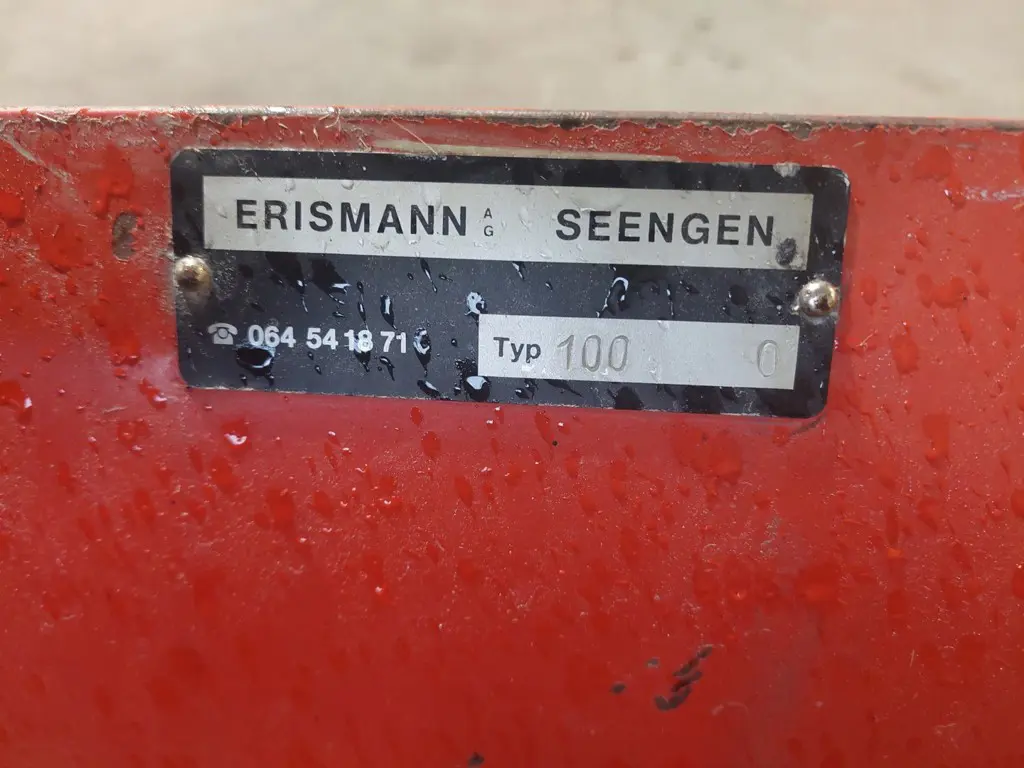 ERISMANN AG SEENGEN
☎ 064 54 18 71
Typ 100 0